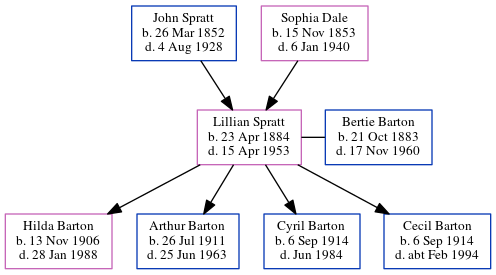 John Spratt
b. 26 Mar 1852
d. 4 Aug 1928
Sophia Dale
b. 15 Nov 1853
d. 6 Jan 1940
Lillian Spratt
b. 23 Apr 1884
d. 15 Apr 1953
Bertie Barton
b. 21 Oct 1883
d. 17 Nov 1960
Hilda Barton
b. 13 Nov 1906
d. 28 Jan 1988
Arthur Barton
b. 26 Jul 1911
d. 25 Jun 1963
Cyril Barton
b. 6 Sep 1914
d. Jun 1984
Cecil Barton
b. 6 Sep 1914
d. abt Feb 1994